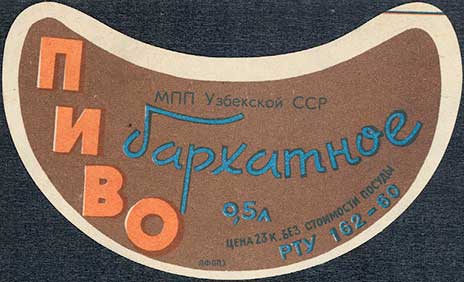 ПИВО
МПП Узбекской ССР
Бархатное
0,5л
ЦЕНА 23 К. БЕЗ СТОИМОСТИ ПОСУДЫ
РТУ 162-60